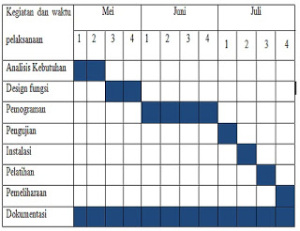 Kegiatan dan waktu Mei Juni Juli
pelaksanaan 1 2 3 4 1 2 3 4 1 2 3 4
Analisis Kebutuhan
Design fungsi
Pemograman
Pengujian
Instalasi
Pelatihan
Pemeliharaan
Dokumentasi